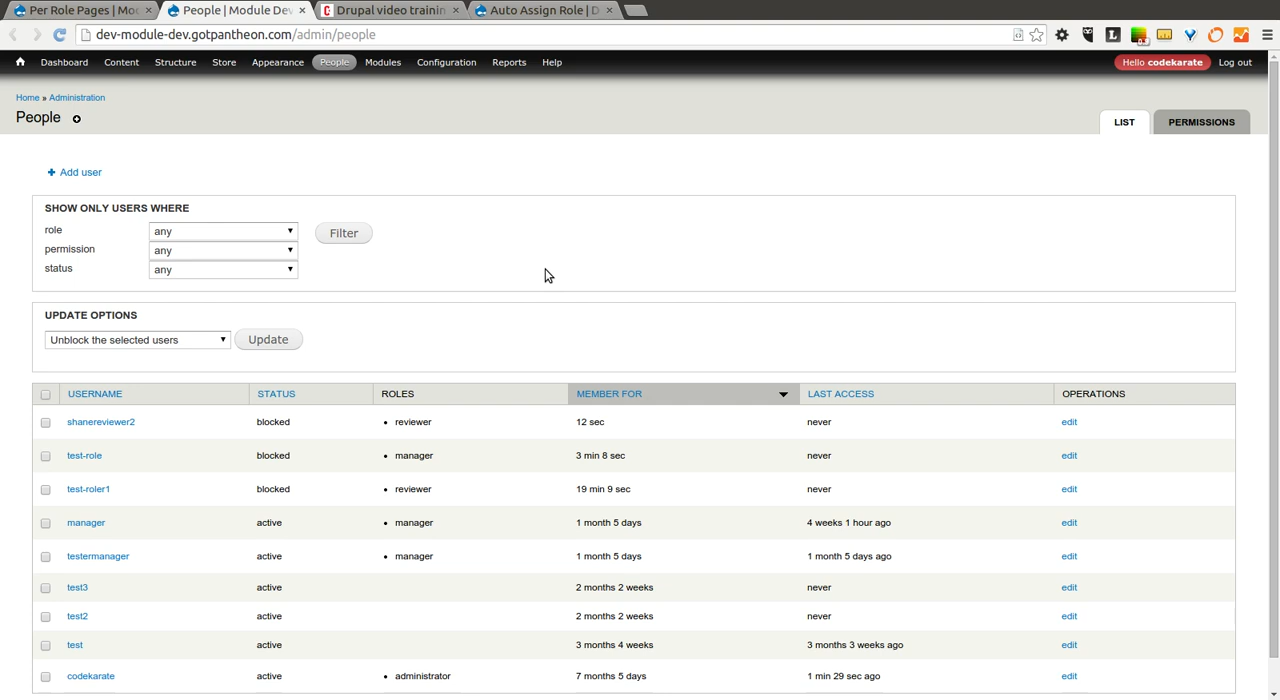 Per Role Pages | Mo
People | Module Dev
Drupal video trainin
Auto Assign Role | D
dev-module-dev.gotpantheon.com/admin/people
Dashboard Content Structure Store Appearance People Modules Configuration Reports Help Hello codekarate Log out
Home » Administration
People
LIST PERMISSIONS
Add user
SHOW ONLY USERS WHERE
role any Filter
permission any
status any
UPDATE OPTIONS
Unblock the selected users Update
USERNAME STATUS ROLES MEMBER FOR LAST ACCESS OPERATIONS
shanereviewer2 blocked • reviewer 12 sec never edit
test-role blocked • manager 3 min 8 sec never edit
test-roler1 blocked • reviewer 19 min 9 sec never edit
manager active • manager 1 month 5 days 4 weeks 1 hour ago edit
testermanager active • manager 1 month 5 days 1 month 5 days ago edit
test3 active 2 months 2 weeks never edit
test2 active 2 months 2 weeks never edit
test active 3 months 4 weeks 3 months 3 weeks ago edit
codekarate active • administrator 7 months 5 days 1 min 29 sec ago edit